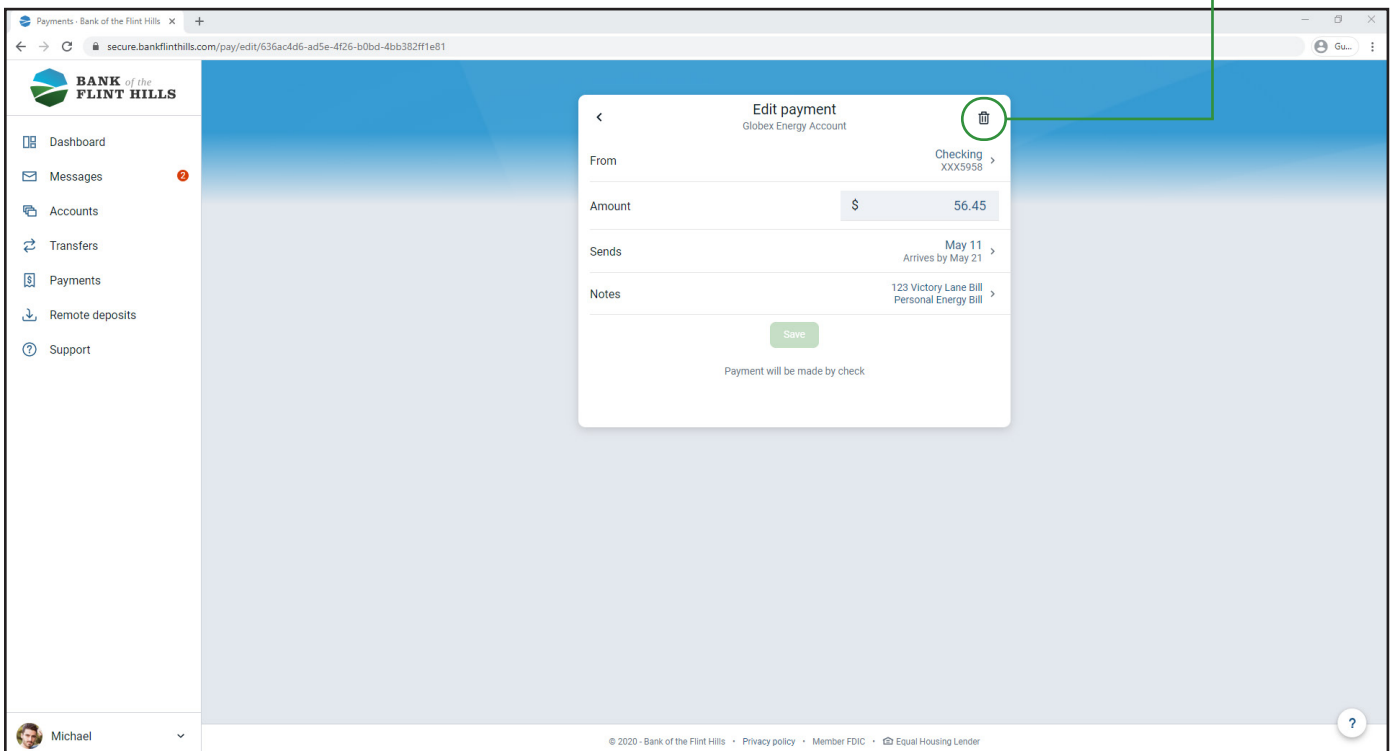 Payments - Bank of the Flint Hills
secure.bankflinthills.com/pay/edit/636ac4d6-ad5e-4f26-b0bd-4bb382ff1e81
Gu...
BANK of the
FLINT HILLS
Dashboard
Messages 2
Accounts
Transfers
Payments
Remote deposits
Support
Edit payment
Globex Energy Account
From Checking
XXX5958
Amount $ 56.45
Sends May 11
Arrives by May 21
Notes 123 Victory Lane Bill
Personal Energy Bill
Save
Payment will be made by check
Michael
?
© 2020 - Bank of the Flint Hills • Privacy policy • Member FDIC • Equal Housing Lender